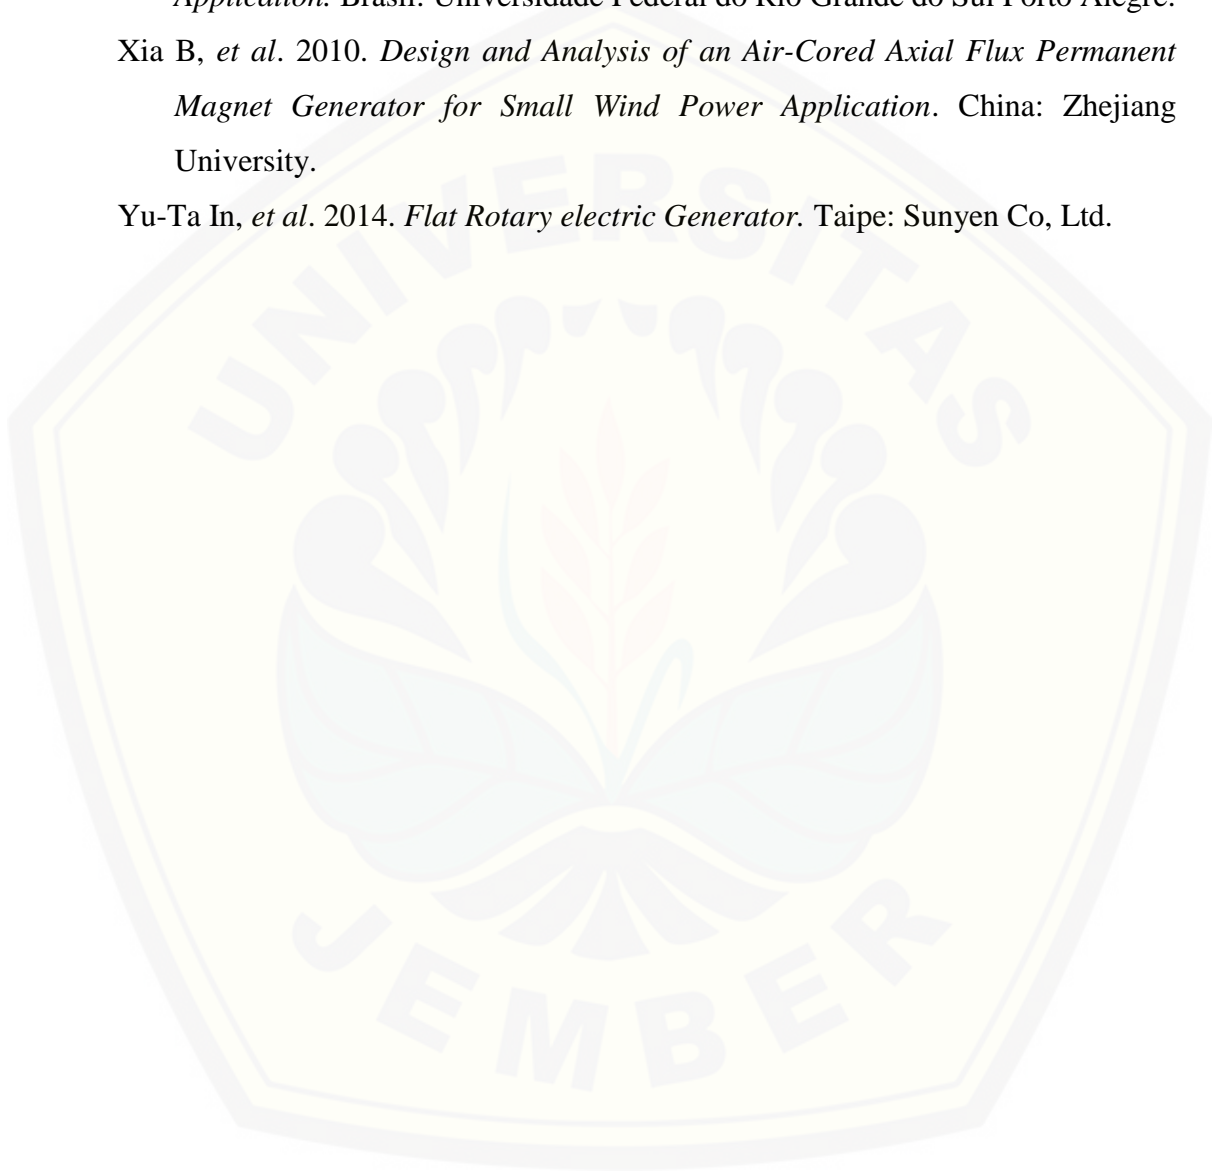 Application. Brasil: Universidade Federal do Rio Grande do Sul Porto Alegre.
Xia B, et al. 2010. Design and Analysis of an Air-Cored Axial Flux Permanent
Magnet Generator for Small Wind Power Application. China: Zhejiang
University.
Yu-Ta In, et al. 2014. Flat Rotary electric Generator. Taipe: Sunyen Co, Ltd.
UNIVERSITAS
JEMBER